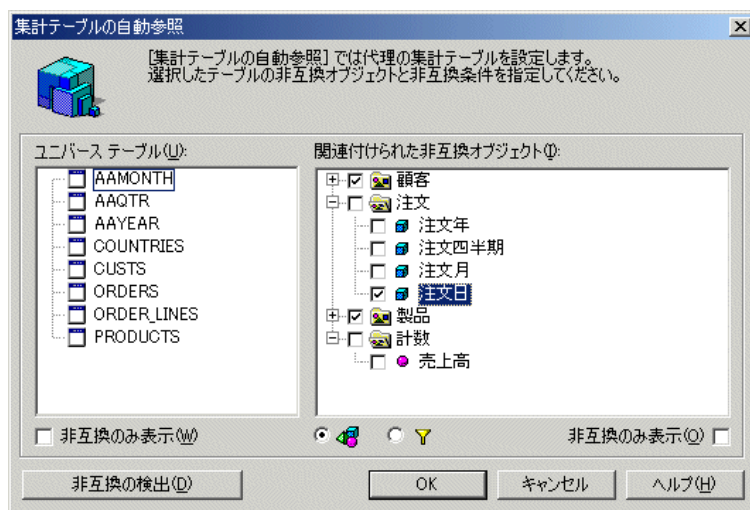 集計テーブルの自動参照
[集計テーブルの自動参照] では代理の集計テーブルを設定します。
選択したテーブルの非互換オブジェクトと非互換条件を指定してください。
ユニバース テーブル(U):
AAMONTH
AAQTR
AAYEAR
COUNTRIES
CUSTS
ORDERS
ORDER_LINES
PRODUCTS
非互換のみ表示(W)
関連付けられた非互換オブジェクト(I):
顧客
注文
注文年
注文四半期
注文月
注文日
製品
計数
売上高
非互換のみ表示(O)
非互換の検出(D)
OK
キャンセル
ヘルプ(H)